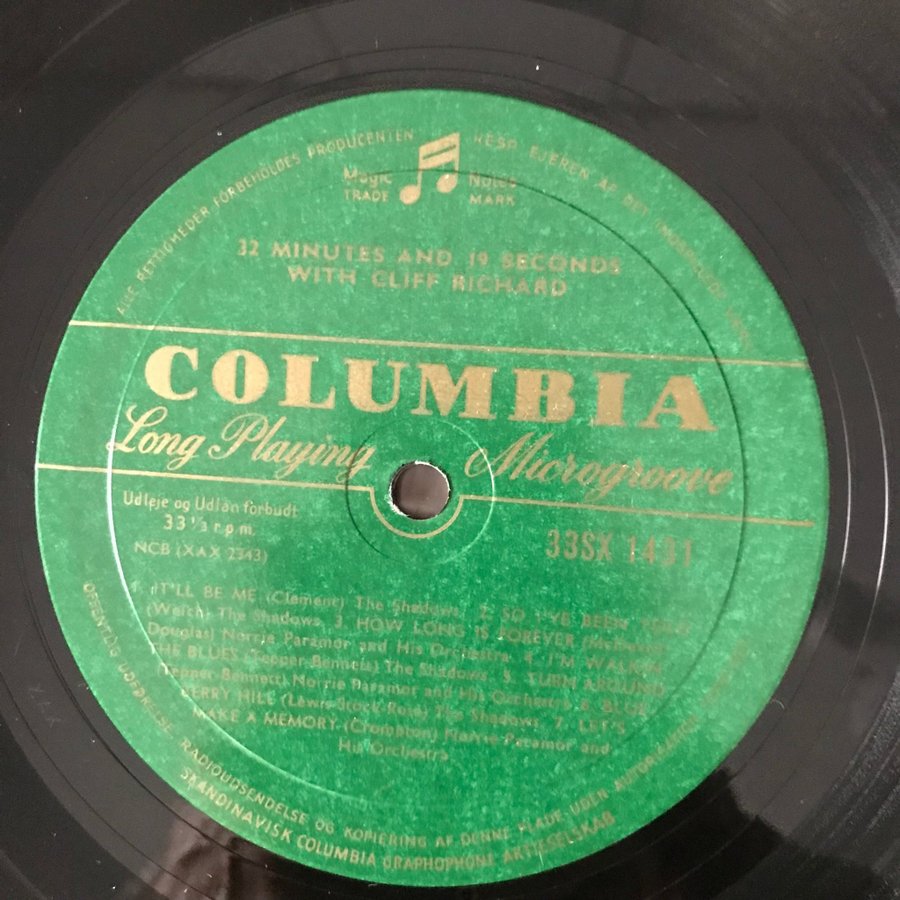 ALLE RETTIGHEDER FORBEHOLDES PRODUCENTEN RESP. EJEREN AF DET INDSPILLEDE VÆRK
Magic Notes
TRADE MARK
32 MINUTES AND 19 SECONDS
WITH CLIFF RICHARD
COLUMBIA
Long Playing Microgroove
Udleje og Udlån forbudt
33 1/3 r.p.m.
NCB (XAX 2343)
33SX 1431
1. IT'LL BE ME (Clement) The Shadows. 2. SO I'VE BEEN TOLD
(Welch) The Shadows. 3. HOW LONG IS FOREVER
Douglas) Norrie Paramor and His Orchestra 4. I'M WALKIN'
THE BLUES (Tepper-Bennett) The Shadows. 5. TURN AROUND
(Tepper-Bennett) Norrie Paramor and His Orchestra 6. BLUE-
BERRY HILL (Lewis-Stock-Rose) The Shadows. 7. LET'S
MAKE A MEMORY (Crompton) Norrie Paramor and
His Orchestra
OFFENTLIG UDFØRELSE RADIOUDSENDELSE OG KOPIERING AF DENNE PLADE UDEN AUTORISATION
SKANDINAVISK COLUMBIA GRAPHOPHONE AKTIESELSKAB